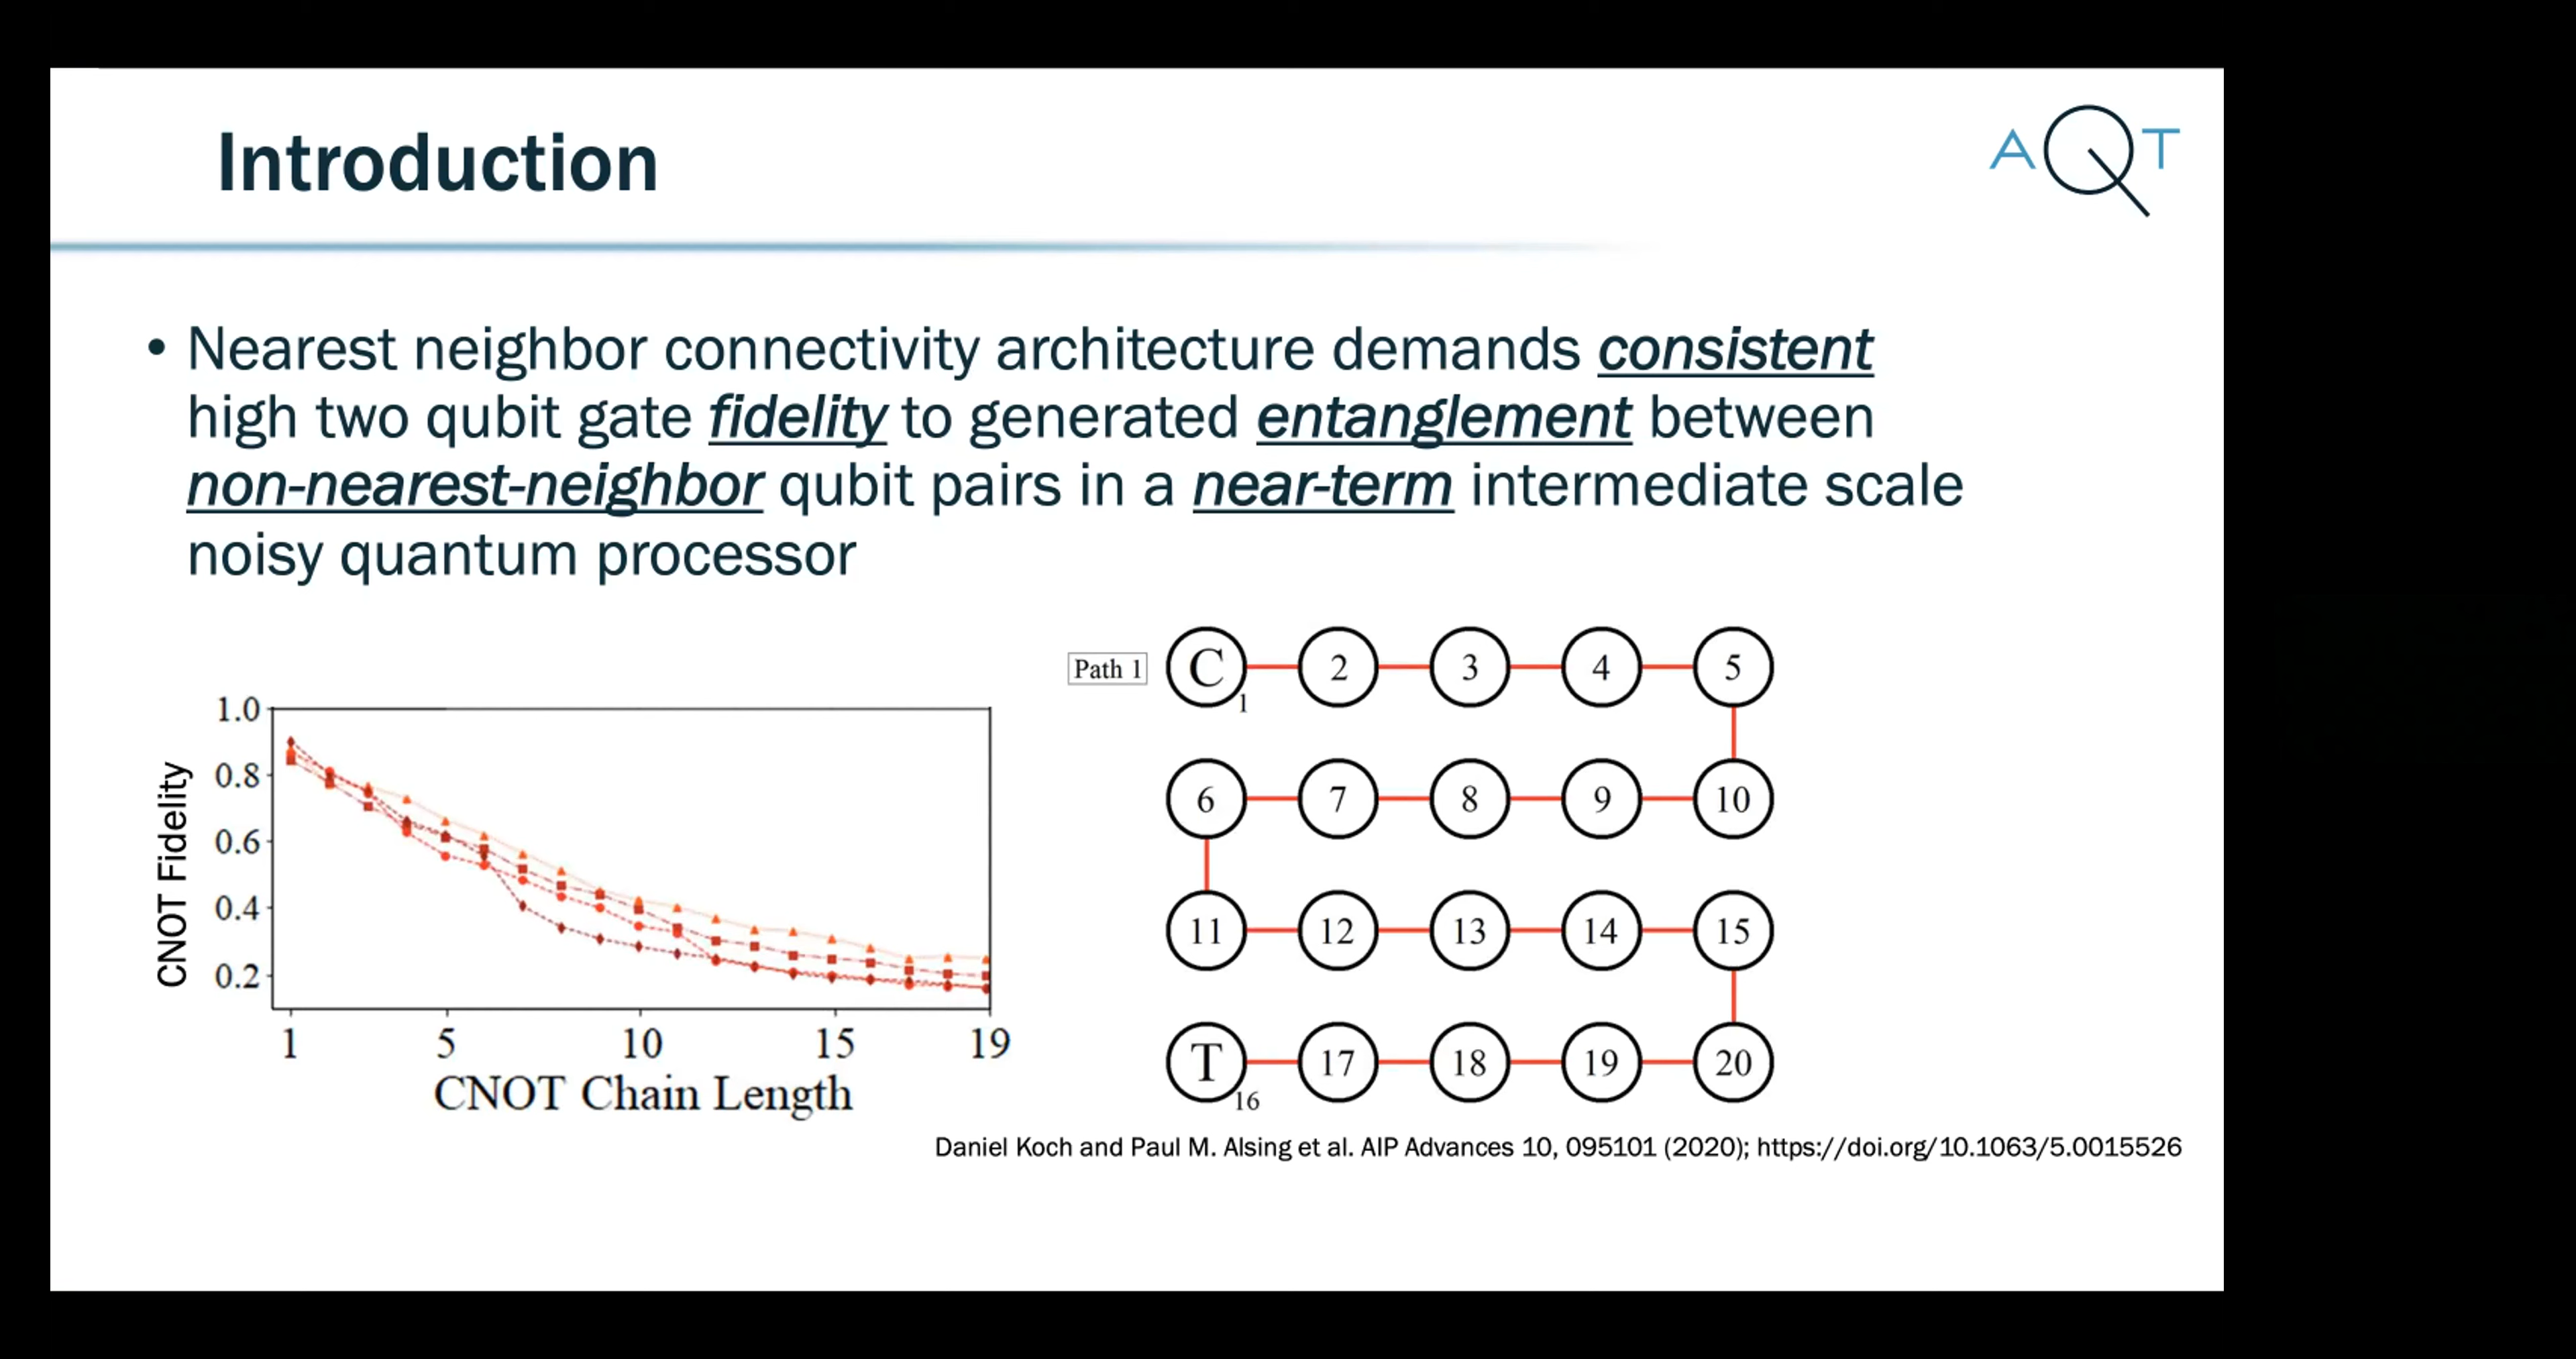 Introduction
AQT
• Nearest neighbor connectivity architecture demands consistent
high two qubit gate fidelity to generated entanglement between
non-nearest-neighbor qubit pairs in a near-term intermediate scale
noisy quantum processor
CNOT Fidelity
1.0
0.8
0.6
0.4
0.2
1 5 10 15 19
CNOT Chain Length
Path 1
C 1 2 3 4 5
6 7 8 9 10
11 12 13 14 15
T 16 17 18 19 20
Daniel Koch and Paul M. Alsing et al. AIP Advances 10, 095101 (2020); https://doi.org/10.1063/5.0015526